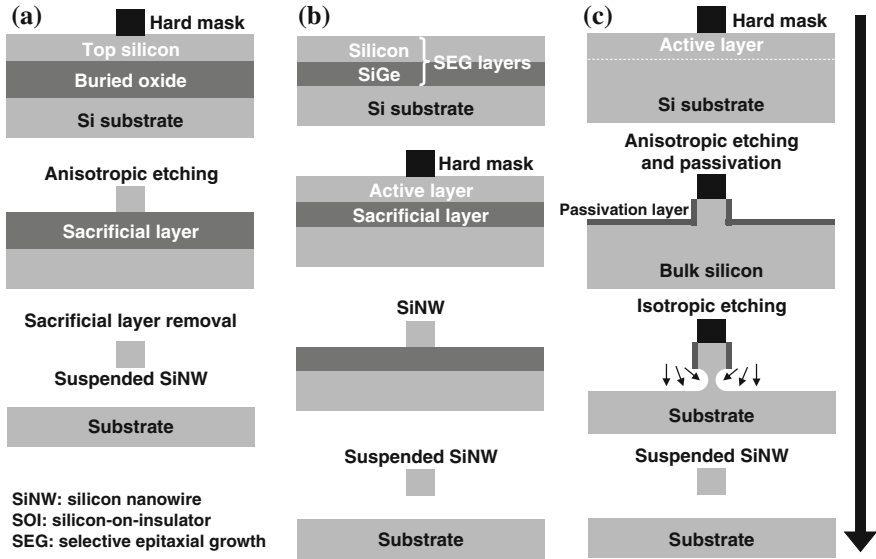 (a)
Hard mask
Top silicon
Buried oxide
Si substrate
Anisotropic etching
Sacrificial layer
Sacrificial layer removal
Suspended SiNW
Substrate
SiNW: silicon nanowire
SOI: silicon-on-insulator
SEG: selective epitaxial growth
(b)
Silicon
SiGe
SEG layers
Si substrate
Hard mask
Active layer
Sacrificial layer
SiNW
Suspended SiNW
Substrate
(c)
Hard mask
Active layer
Si substrate
Anisotropic etching
and passivation
Passivation layer
Bulk silicon
Isotropic etching
Substrate
Suspended SiNW
Substrate